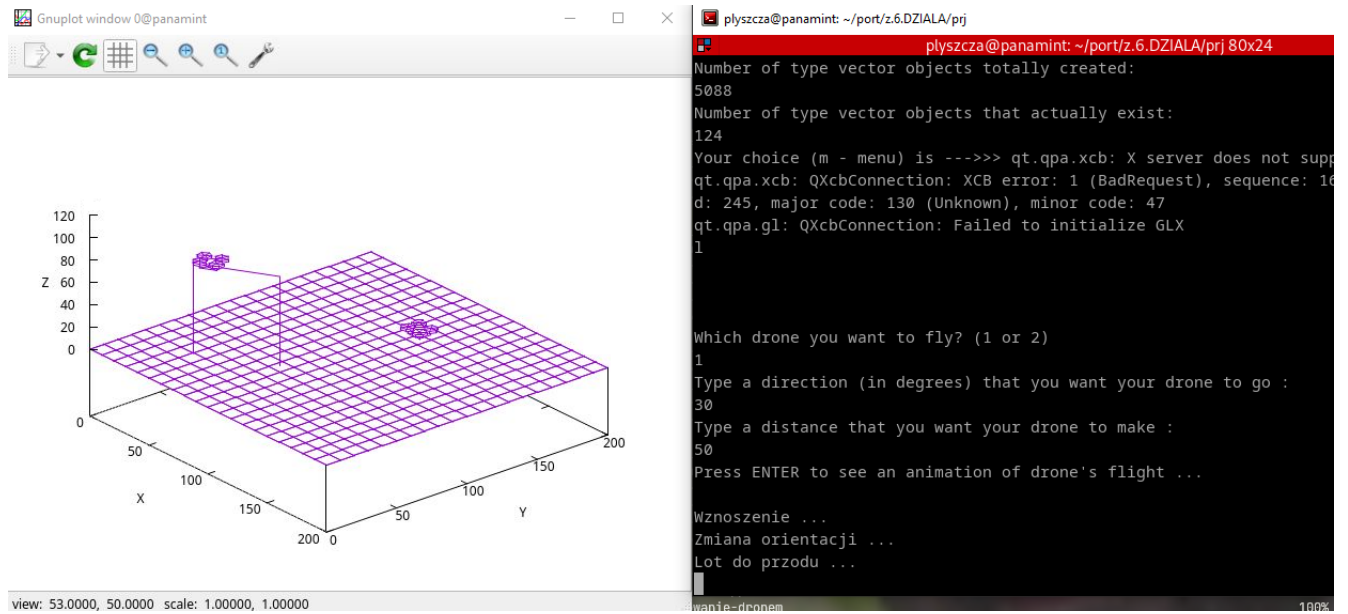 Gnuplot window 0@panamint
120
100
80
Z 60
40
20
0
0
50
100
X
150
200
0
50
100
Y
150
200
view: 53.0000, 50.0000 scale: 1.00000, 1.00000
plyszcza@panamint: ~/port/z.6.DZIALA/prj
plyszcza@panamint: ~/port/z.6.DZIALA/prj 80x24
Number of type vector objects totally created:
5088
Number of type vector objects that actually exist:
124
Your choice (m - menu) is --->>> qt.qpa.xcb: X server does not supp
qt.qpa.xcb: QXcbConnection: XCB error: 1 (BadRequest), sequence: 16
d: 245, major code: 130 (Unknown), minor code: 47
qt.qpa.gl: QXcbConnection: Failed to initialize GLX
l
Which drone you want to fly? (1 or 2)
1
Type a direction (in degrees) that you want your drone to go :
30
Type a distance that you want your drone to make :
50
Press ENTER to see an animation of drone's flight ...
Wznoszenie ...
Zmiana orientacji ...
Lot do przodu ...
wanie-dronem 100%